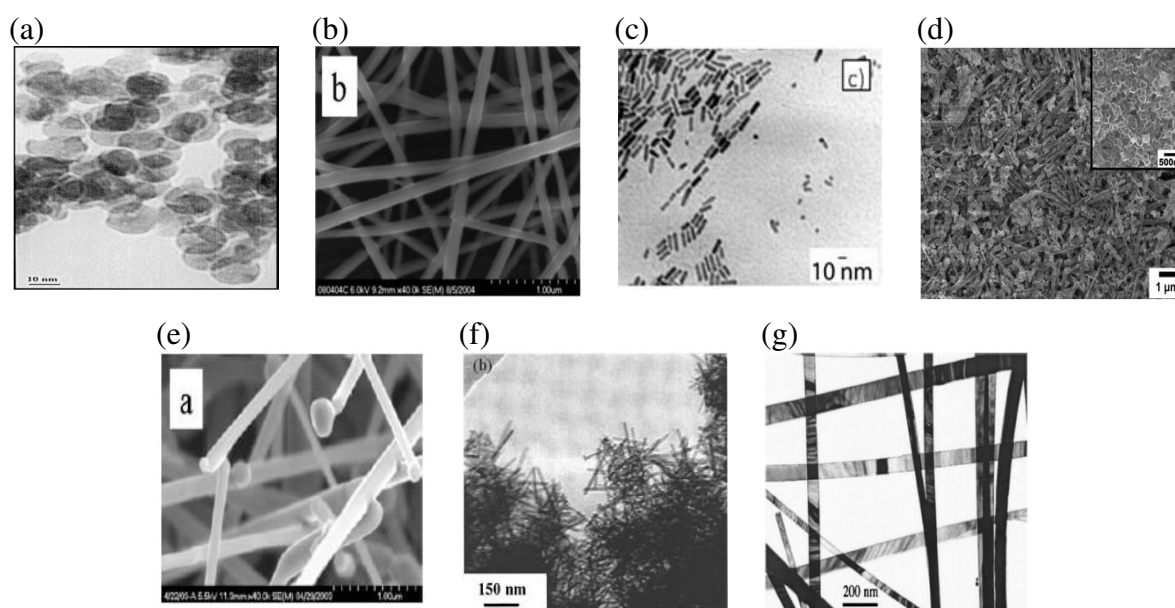 (a)
(b)
(c)
(d)
10 nm
b
080404C 6.0kV 9.2mm x40.0k SE(M) 8/5/2004
1.00um
c)
10 nm
500n
1 µm
(e)
(f)
(g)
a
1.00um
(b)
150 nm
200 nm